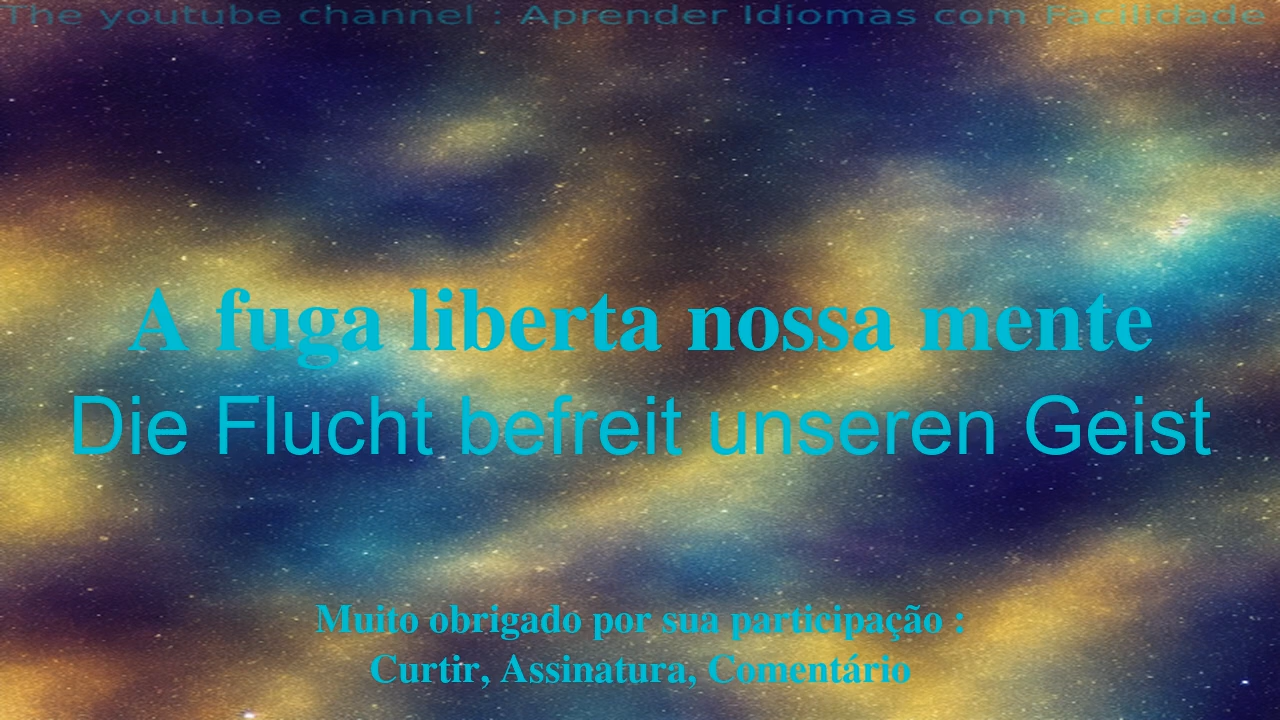 The youtube channel : Aprender Idiomas com Facilidade
A fuga liberta nossa mente
Die Flucht befreit unseren Geist
Muito obrigado por sua participação :
Curtir, Assinatura, Comentário